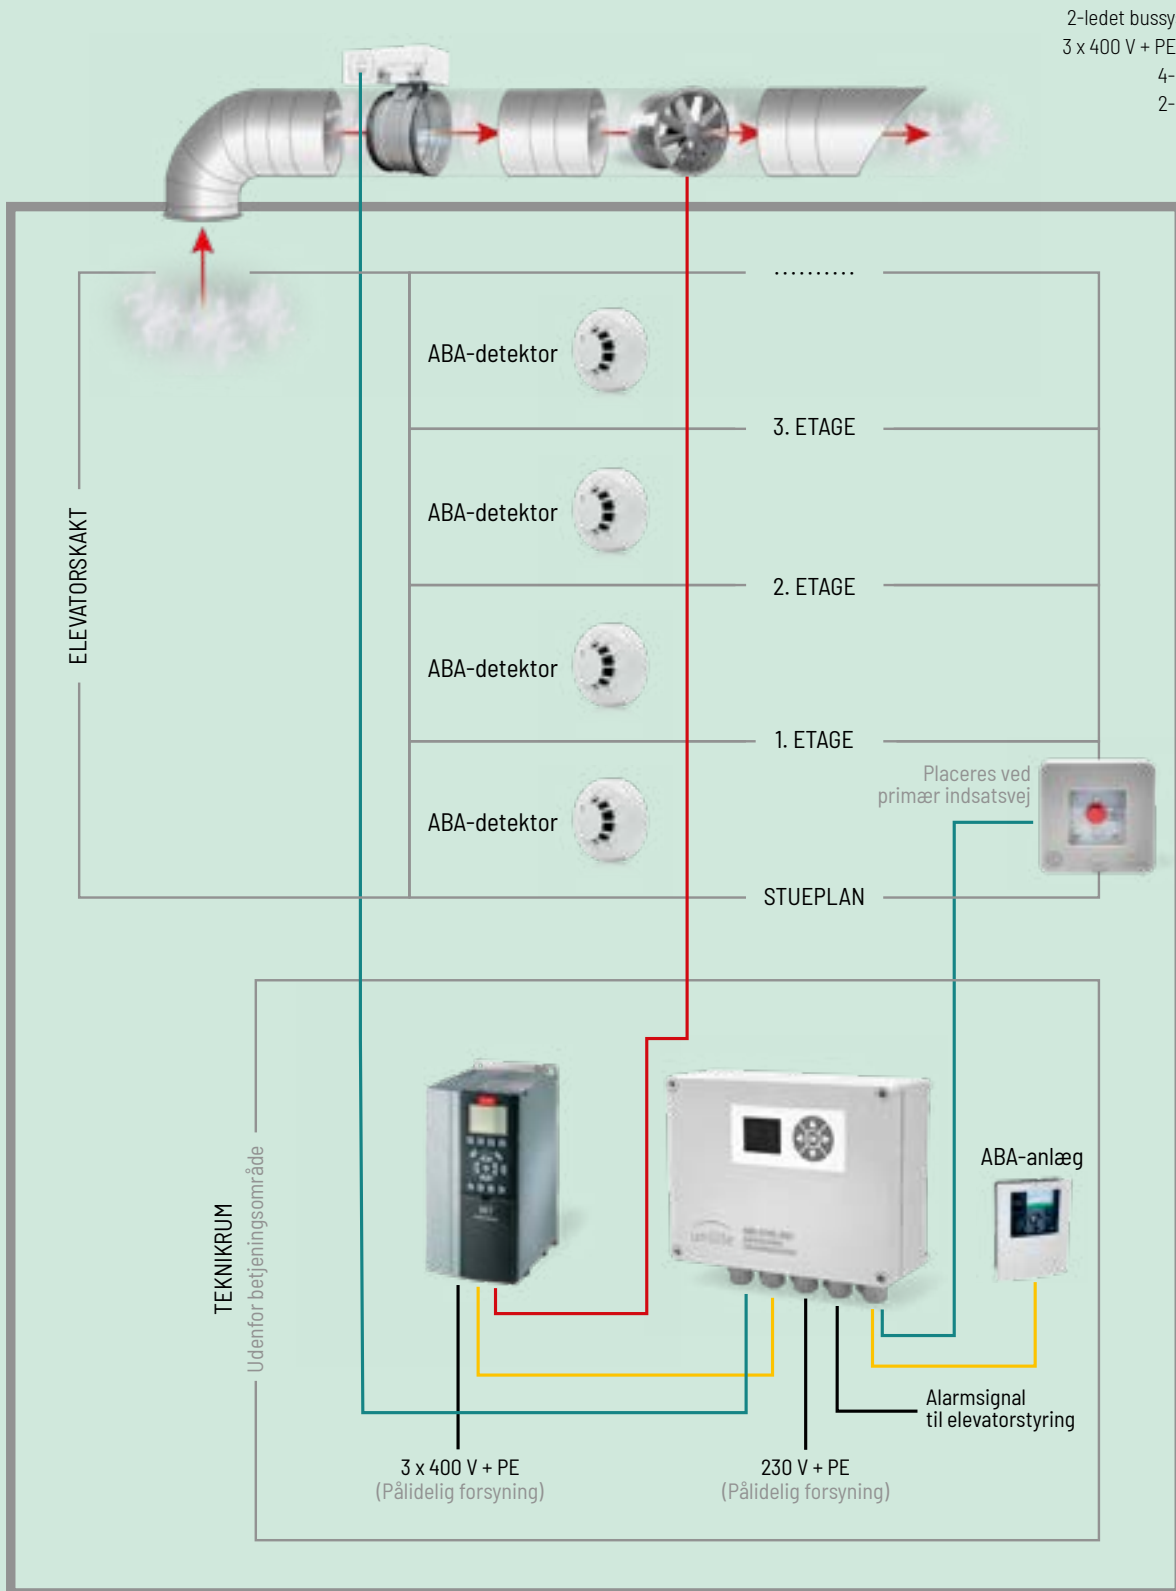 2-ledet bussy
3 x 400 V + PE
4-
2-
ABA-detektor
3. ETAGE
ABA-detektor
2. ETAGE
ABA-detektor
1. ETAGE
ABA-detektor
STUEPLAN
ELEVATORSKAKT
Placeres ved
primær indsatsvej
TEKNIKRUM
Udenfor betjeningsområde
ABA-anlæg
Alarmsignal
til elevatorstyring
3 x 400 V + PE
(Pålidelig forsyning)
230 V + PE
(Pålidelig forsyning)